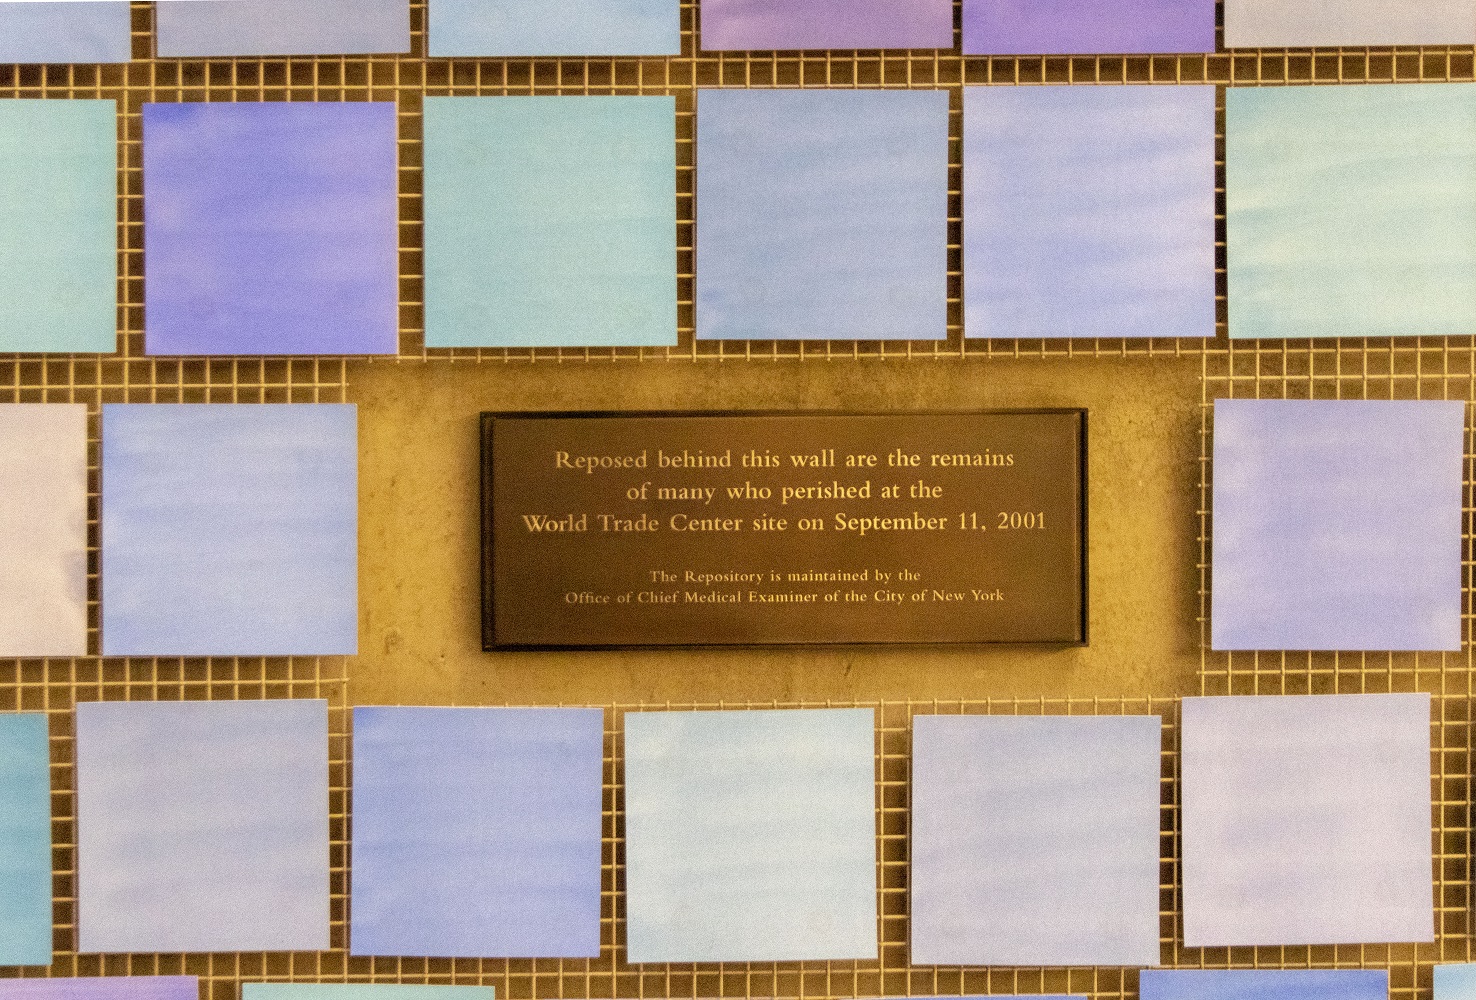 Reposed behind this wall are the remains
of many who perished at the
World Trade Center site on September 11, 2001
The Repository is maintained by the
Office of Chief Medical Examiner of the City of New York